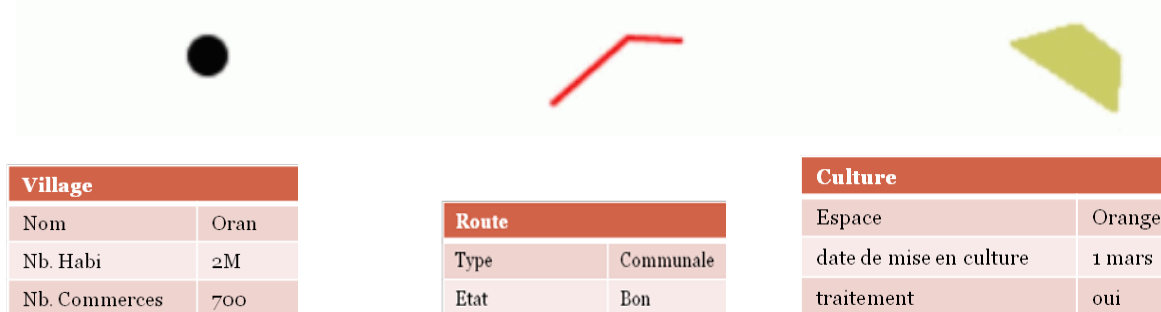 Village
Nom Oran
Nb. Habi 2M
Nb. Commerces 700
Route
Type Communale
Etat Bon
Culture
Espace Orange
date de mise en culture 1 mars
traitement oui